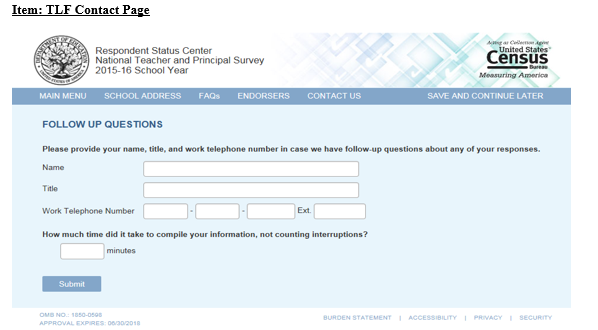 Item: TLF Contact Page
Respondent Status Center
National Teacher and Principal Survey
2015-16 School Year
Acting as Collection Agent
United States®
Census
Bureau
Measuring America
MAIN MENU SCHOOL ADDRESS FAQs ENDORSERS CONTACT US SAVE AND CONTINUE LATER
FOLLOW UP QUESTIONS
Please provide your name, title, and work telephone number in case we have follow-up questions about any of your responses.
Name
Title
Work Telephone Number - - Ext.
How much time did it take to compile your information, not counting interruptions?
minutes
Submit
OMB NO.: 1850-0598
APPROVAL EXPIRES: 06/30/2018
BURDEN STATEMENT | ACCESSIBILITY | PRIVACY | SECURITY